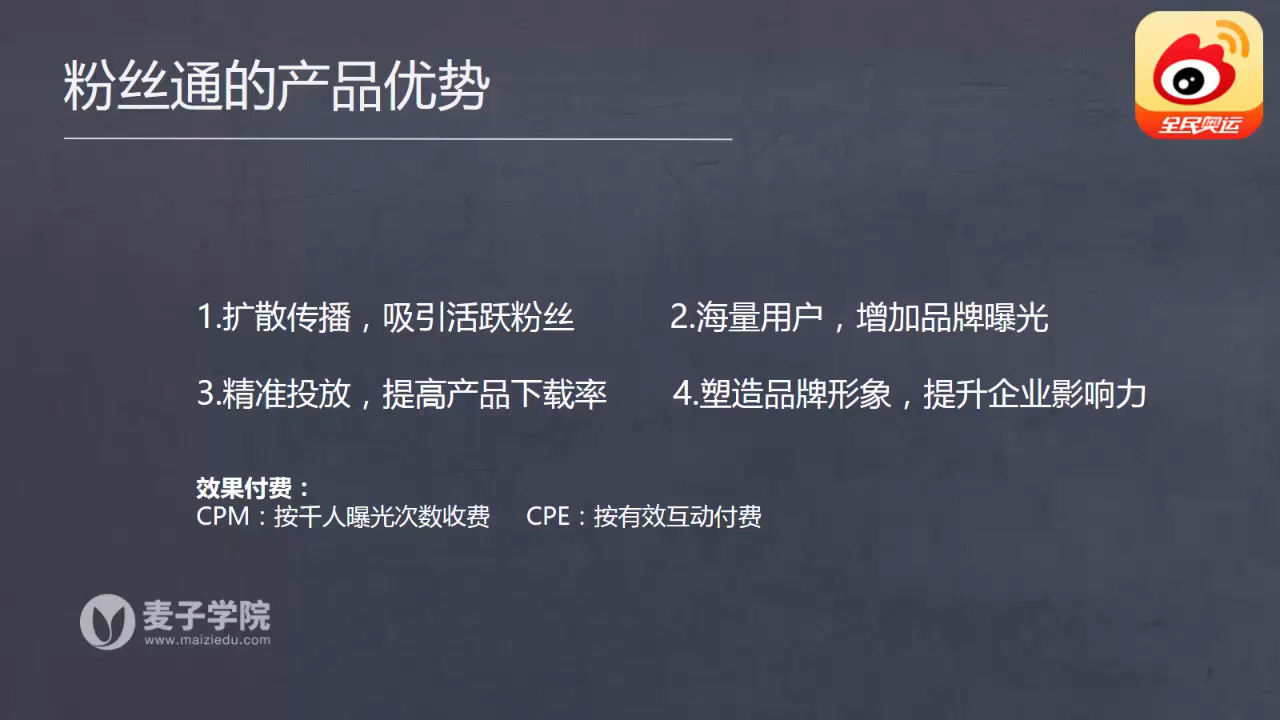 粉丝通的产品优势
全民奥运
1.扩散传播，吸引活跃粉丝 2.海量用户，增加品牌曝光
3.精准投放，提高产品下载率 4.塑造品牌形象，提升企业影响力
效果付费：
CPM：按千人曝光次数收费 CPE：按有效互动付费
麦子学院
www.maiziedu.com